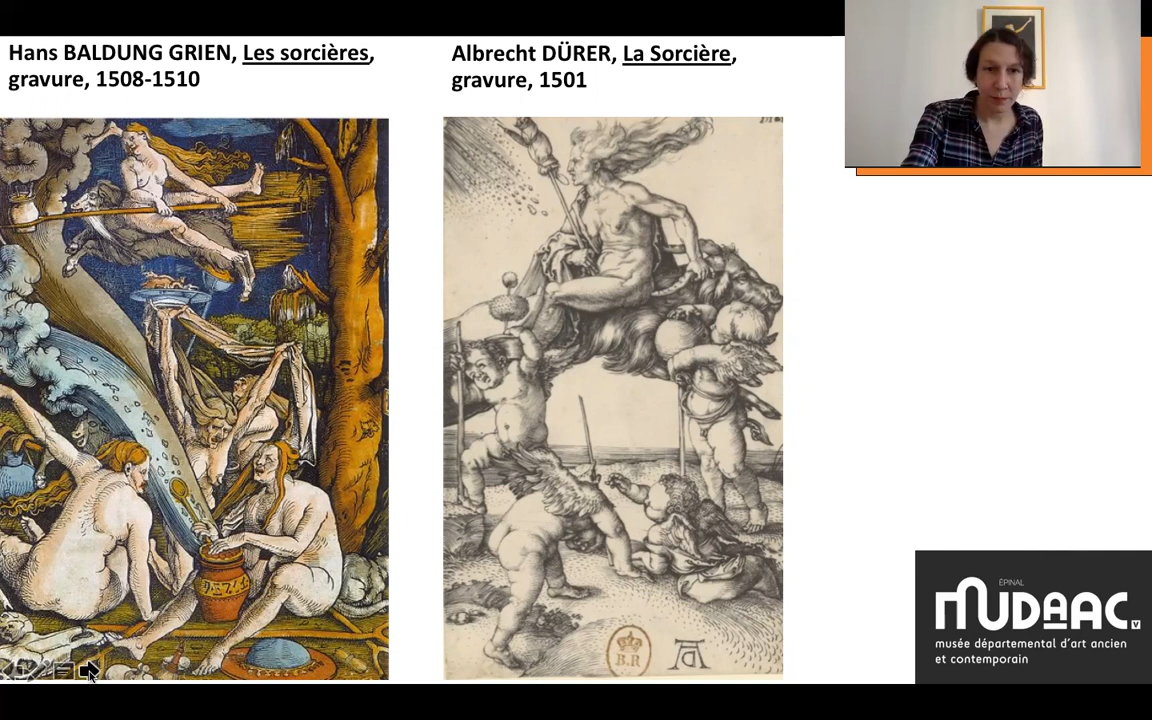 Hans BALDUNG GRIEN, Les sorcières,
gravure, 1508-1510
Albrecht DÜRER, La Sorcière,
gravure, 1501
B.R
AD
ÉPINAL
MUDAAC
V
musée départemental d'art ancien
et contemporain